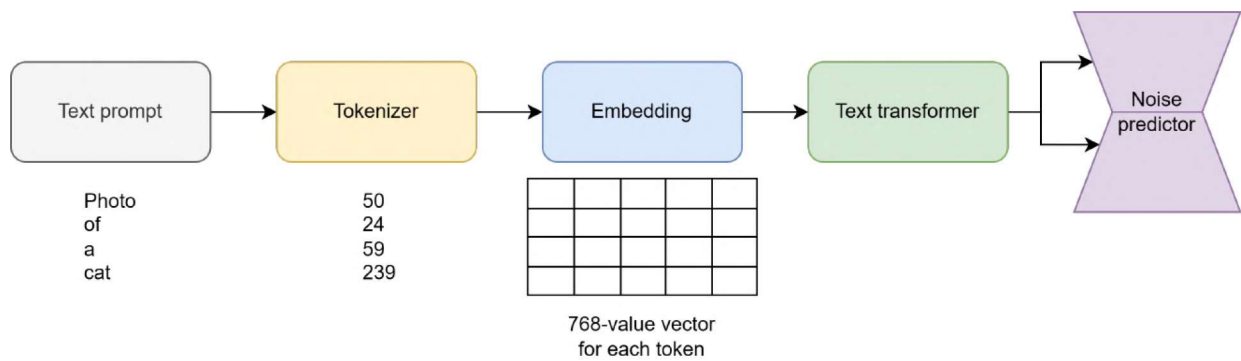 Text prompt
Tokenizer
Embedding
Text transformer
Noise
predictor
Photo
of
a
cat
50
24
59
239
768-value vector
for each token